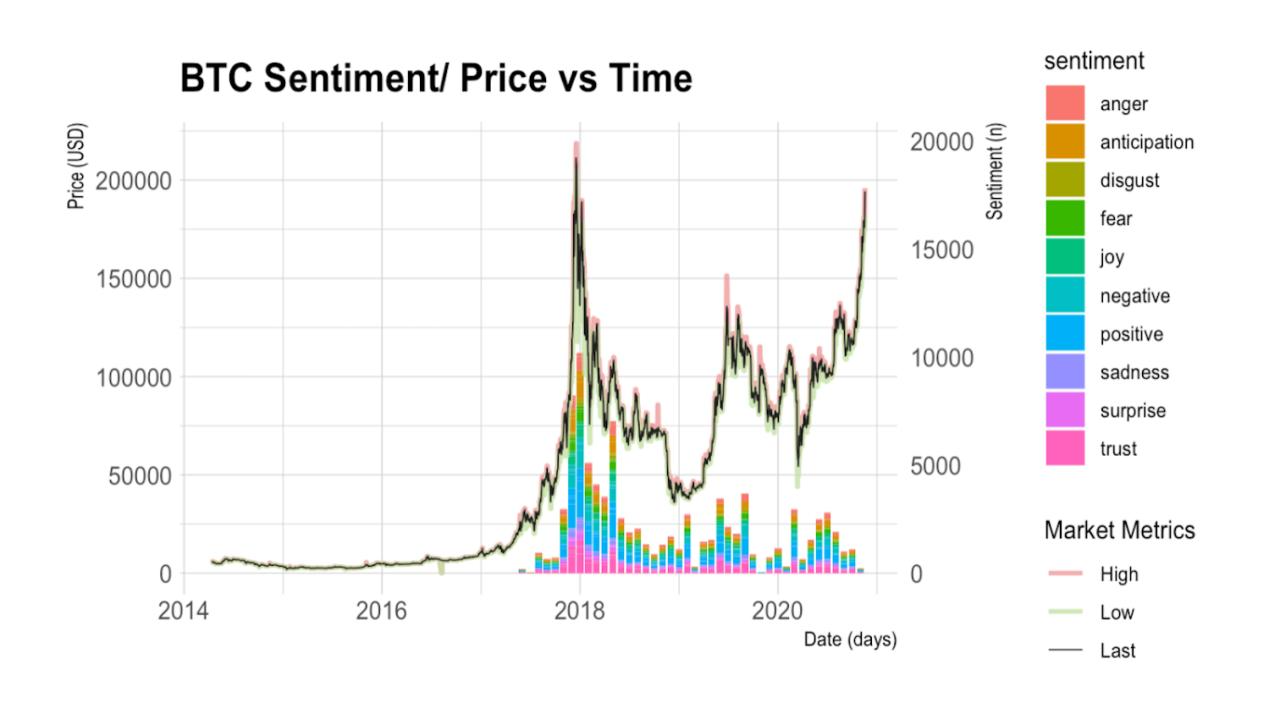 BTC Sentiment/ Price vs Time
Price (USD)
200000
150000
100000
50000
0
20000
15000
10000
5000
0
Sentiment (n)
2014
2016
2018
2020
Date (days)
sentiment
anger
anticipation
disgust
fear
joy
negative
positive
sadness
surprise
trust
Market Metrics
High
Low
Last